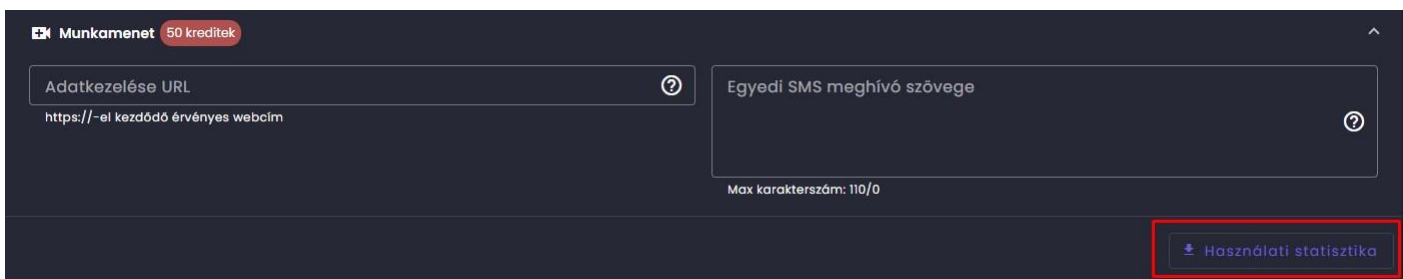 Munkamenet 50 kreditek
Adatkezelése URL
https://-el kezdődő érvényes webcím
Egyedi SMS meghívó szövege
Max karakterszám: 110/0
Használati statisztika